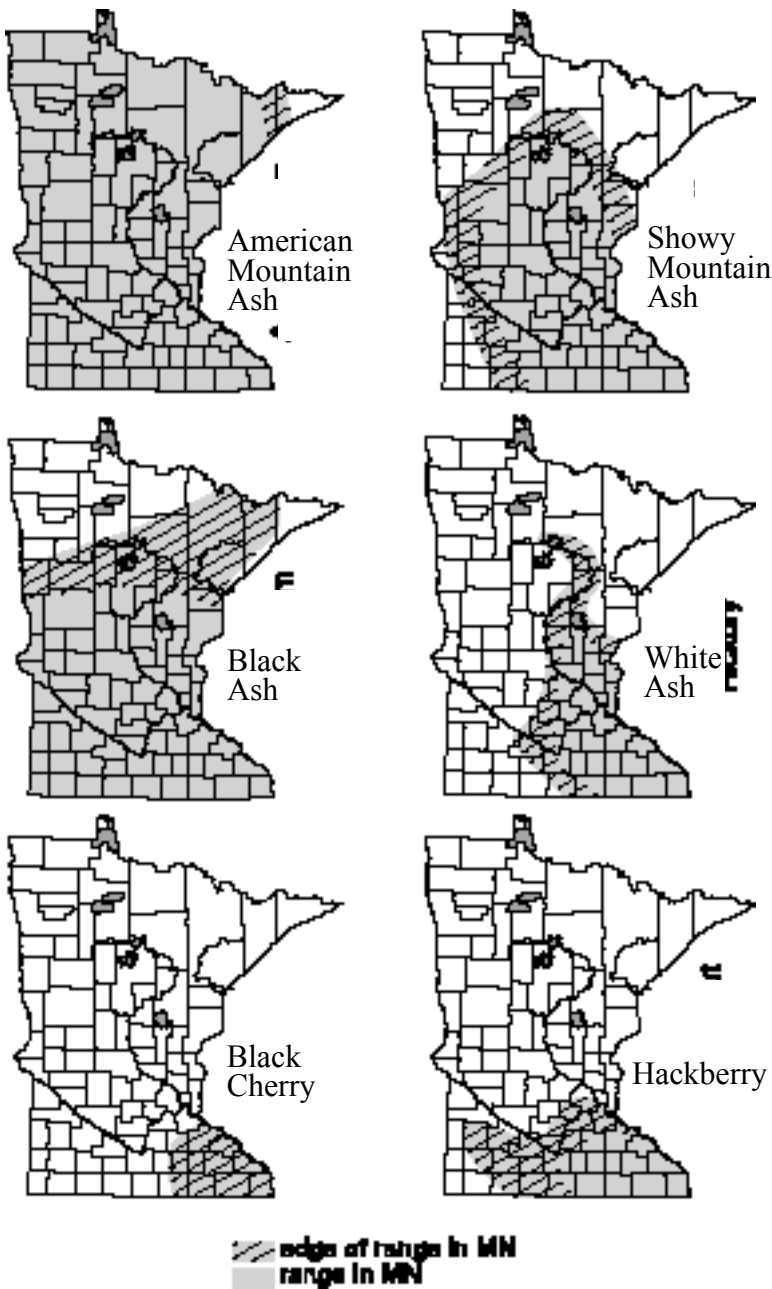 American
Mountain
Ash
Showy
Mountain
Ash
Black
Ash
White
Ash
Black
Cherry
Hackberry
edge of range in MN
range in MN